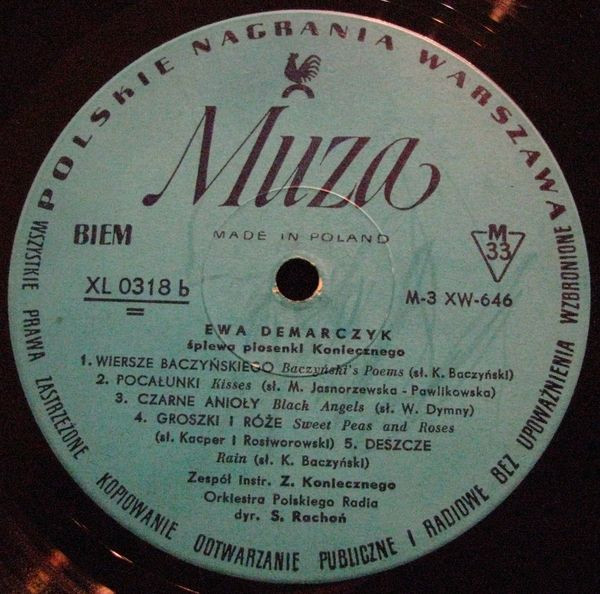 POLSKIE NAGRANIA WARSZAWA
Muza
MADE IN POLAND
BIEM
M
33
XL 0318 b
M-3 XW-646
EWA DEMARCZYK
śpiewa piosenki Koniecznego
1. WIERSZE BACZYŃSKIEGO Baczyński's Poems (sł. K. Baczyński)
2. POCAŁUNKI Kisses (sł. M. Jasnorzewska - Pawlikowska)
3. CZARNE ANIOŁY Black Angels (sł. W. Dymny)
4. GROSZKI I RÓŻE Sweet Peas and Roses
(sł. Kacper i Rostworowski) 5. DESZCZE
Rain (sł. K. Baczyński)
Zespół Instr. Z. Koniecznego
Orkiestra Polskiego Radia
dyr. S. Rachoń
WSZYSTKIE PRAWA ZASTRZEŻONE KOPIOWANIE ODTWARZANIE PUBLICZNE I RADIOWE BEZ UPOWAŻNIENIA WZBRONIONE